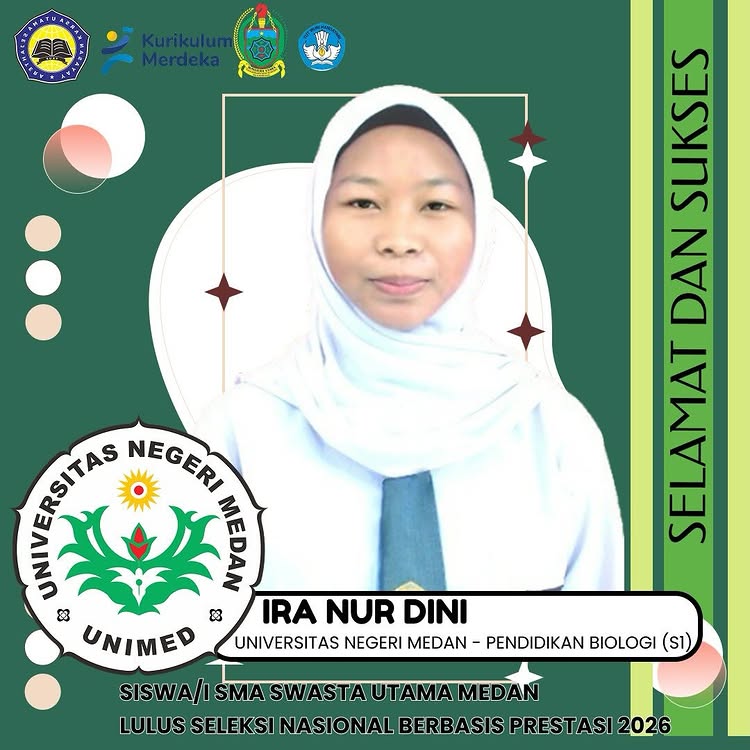 Kurikulum
Merdeka
SELAMAT DAN SUKSES
UNIVERSITAS NEGERI MEDAN
UNIMED
IRA NUR DINI
UNIVERSITAS NEGERI MEDAN - PENDIDIKAN BIOLOGI (S1)
SISWA/I SMA SWASTA UTAMA MEDAN
LULUS SELEKSI NASIONAL BERBASIS PRESTASI 2026